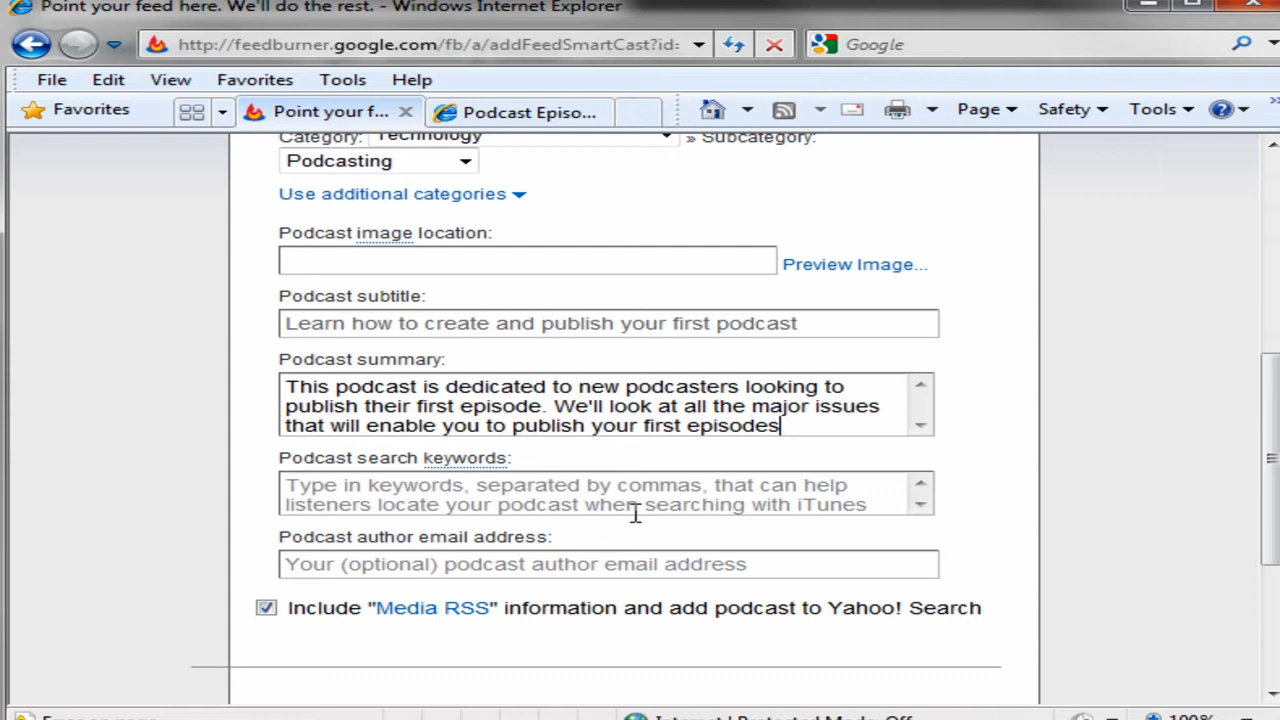 Point your feed here. We'll do the rest. - Windows Internet Explorer
http://feedburner.google.com/fb/a/addFeedSmartCast?id=
Google
File Edit View Favorites Tools Help
Favorites
Point your f...
Podcast Episo...
Page Safety Tools
Category: Technology » Subcategory:
Podcasting
Use additional categories
Podcast image location:
Preview Image...
Podcast subtitle:
Learn how to create and publish your first podcast
Podcast summary:
This podcast is dedicated to new podcasters looking to
publish their first episode. We'll look at all the major issues
that will enable you to publish your first episodes
Podcast search keywords:
Type in keywords, separated by commas, that can help
listeners locate your podcast when searching with iTunes
Podcast author email address:
Your (optional) podcast author email address
Include "Media RSS" information and add podcast to Yahoo! Search
Error on page
Internet | Protected Mode: Off
100%